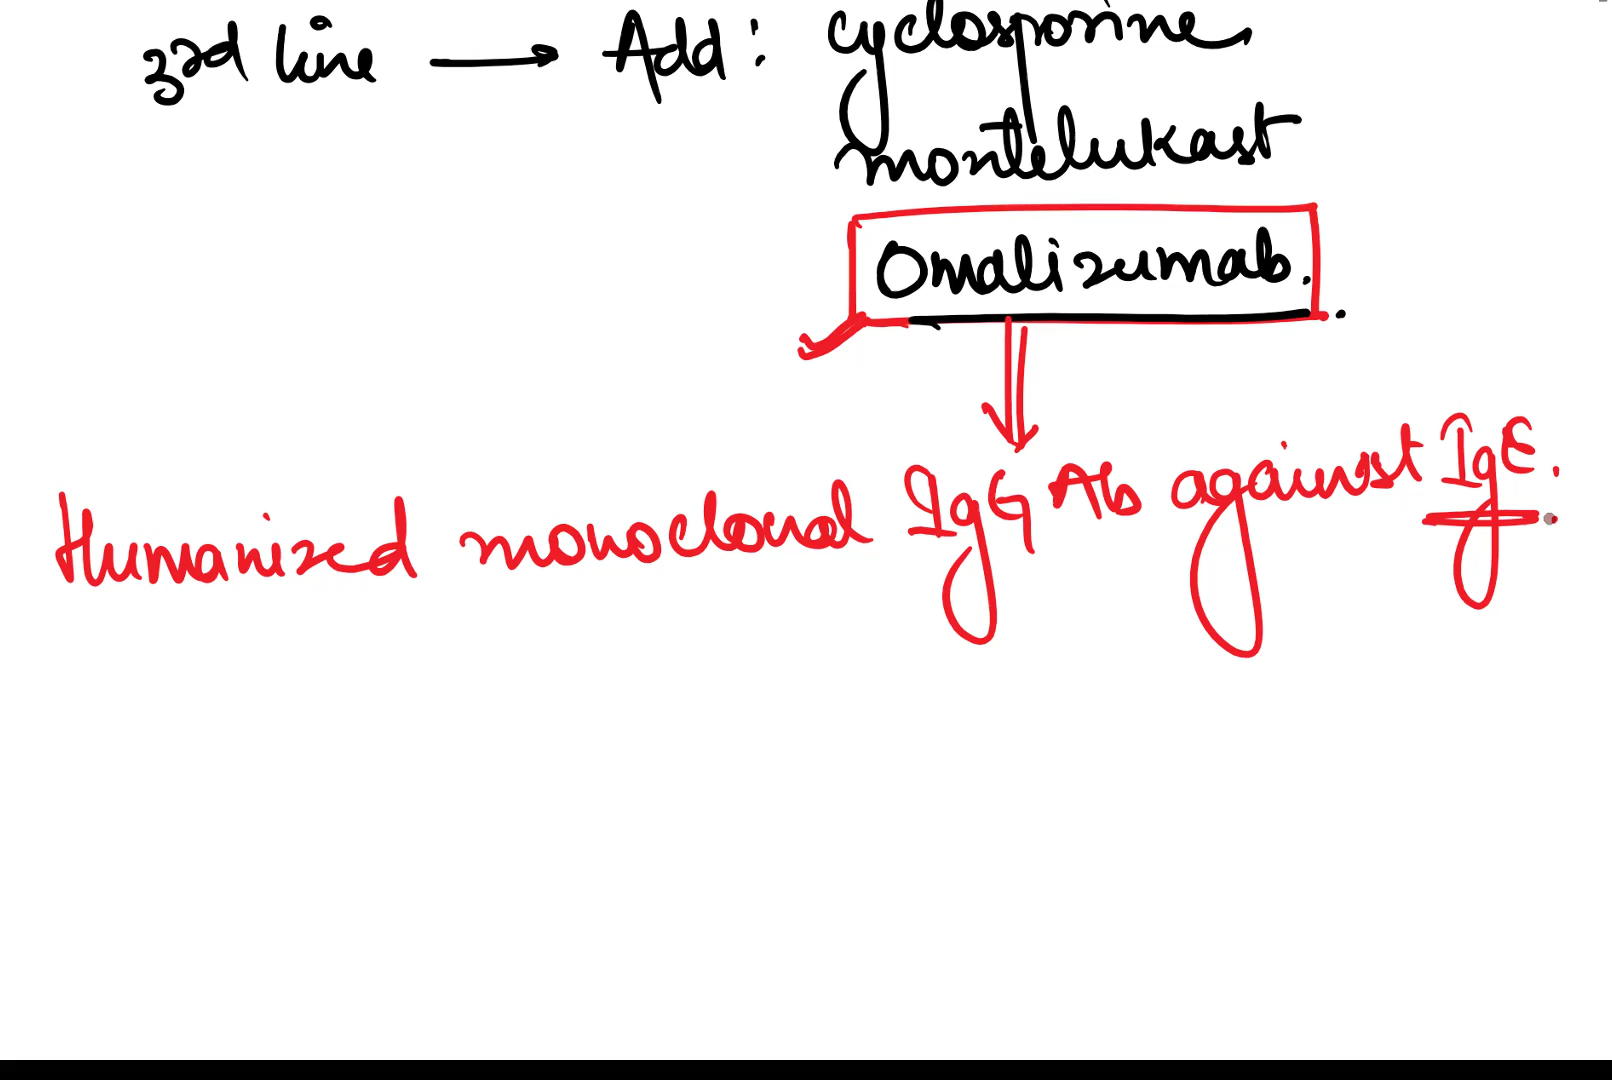 3rd line → Add: cyclosporine
montelukast
Omalizumab.
Humanized monoclonal IgG Ab against IgE.